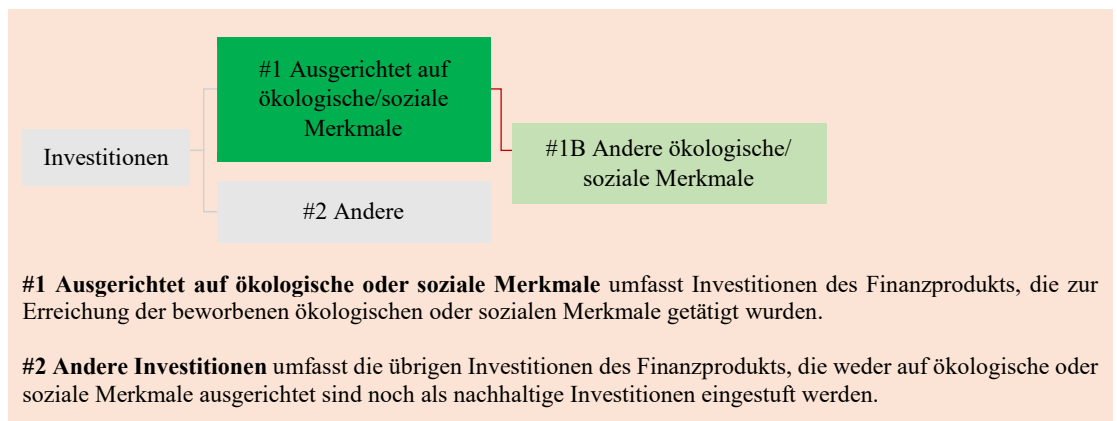 #1 Ausgerichtet auf
ökologische/soziale
Merkmale
Investitionen
#1B Andere ökologische/
soziale Merkmale
#2 Andere
#1 Ausgerichtet auf ökologische oder soziale Merkmale umfasst Investitionen des Finanzprodukts, die zur
Erreichung der beworbenen ökologischen oder sozialen Merkmale getätigt wurden.
#2 Andere Investitionen umfasst die übrigen Investitionen des Finanzprodukts, die weder auf ökologische oder
soziale Merkmale ausgerichtet sind noch als nachhaltige Investitionen eingestuft werden.